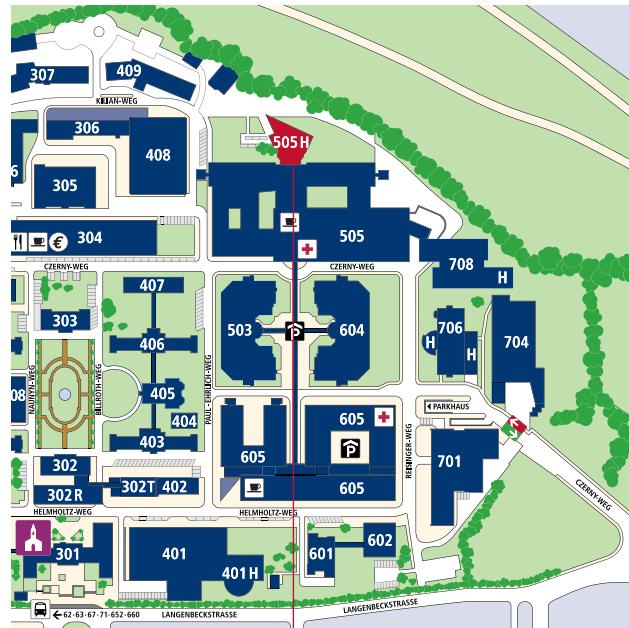 307
409
KILIAN-WEG
306
408
505 H
6
305
304
€
505
CZERNY-WEG
CZERNY-WEG
708
H
407
303
503
P
604
706
H
H
704
406
NAUNYN-WEG
BILLROTH-WEG
PAUL-EHRLICH-WEG
08
405
404
403
PARKHAUS
605
605
P
REISINGER-WEG
701
302
302 R
302T
402
605
CZERNY-WEG
HELMHOLTZ-WEG
HELMHOLTZ-WEG
301
401
401 H
601
602
62·63·67·71·652·660
LANGENBECKSTRASSE
LANGENBECKSTRASSE